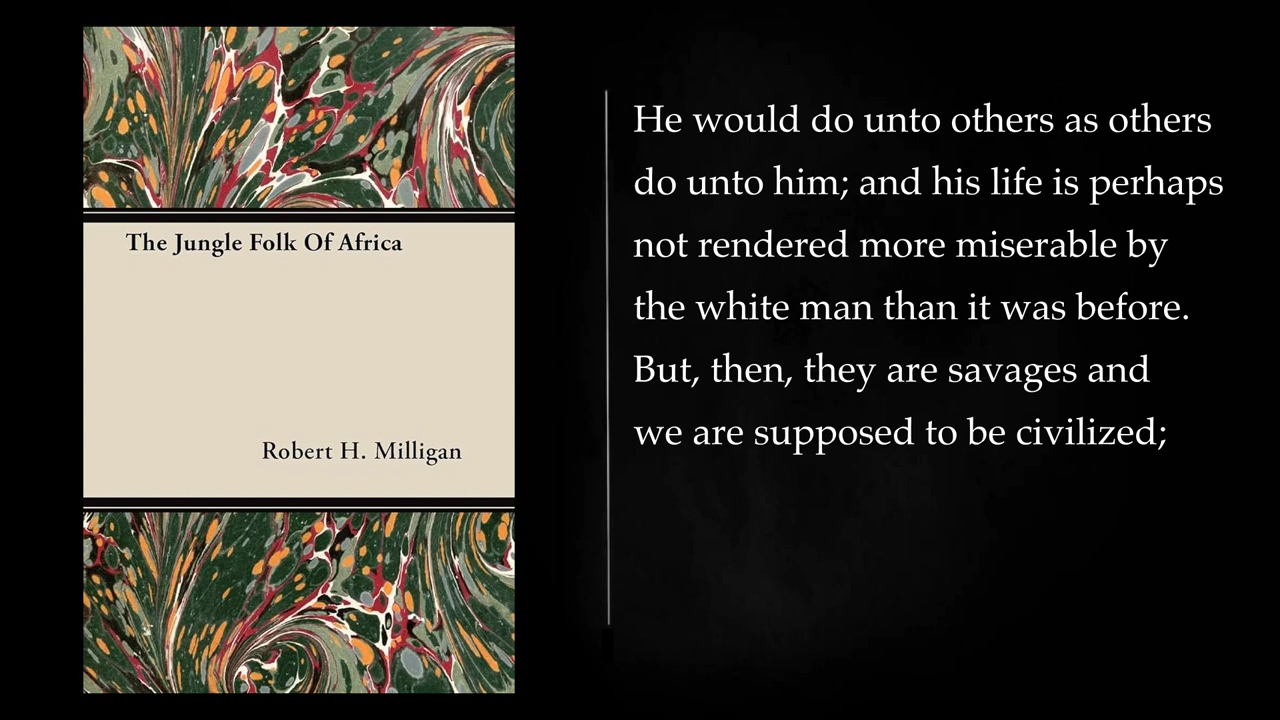 The Jungle Folk Of Africa
Robert H. Milligan
He would do unto others as others
do unto him; and his life is perhaps
not rendered more miserable by
the white man than it was before.
But, then, they are savages and
we are supposed to be civilized;